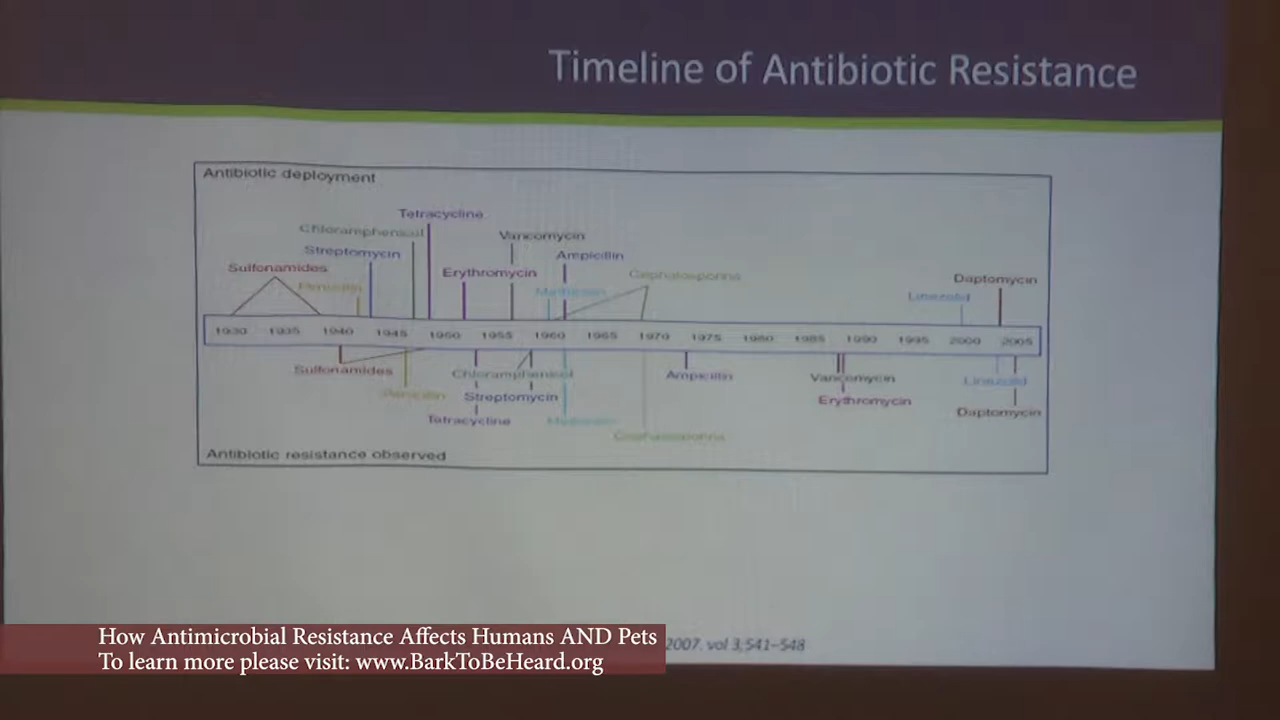 Timeline of Antibiotic Resistance
Antibiotic deployment
Tetracycline
Chloramphenicol
Vancomycin
Streptomycin
Ampicillin
Sulfonamides
Erythromycin
Cephalosporins
Daptomycin
Penicillin
Methicillin
Linezolid
1930 1935 1940 1945 1950 1955 1960 1965 1970 1975 1980 1985 1990 1995 2000 2005
Sulfonamides
Chloramphenicol
Ampicillin
Vancomycin
Linezolid
Penicillin
Streptomycin
Erythromycin
Daptomycin
Tetracycline
Methicillin
Cephalosporins
Antibiotic resistance observed
2007. vol 3;541–548
How Antimicrobial Resistance Affects Humans AND Pets
To learn more please visit: www.BarkToBeHeard.org